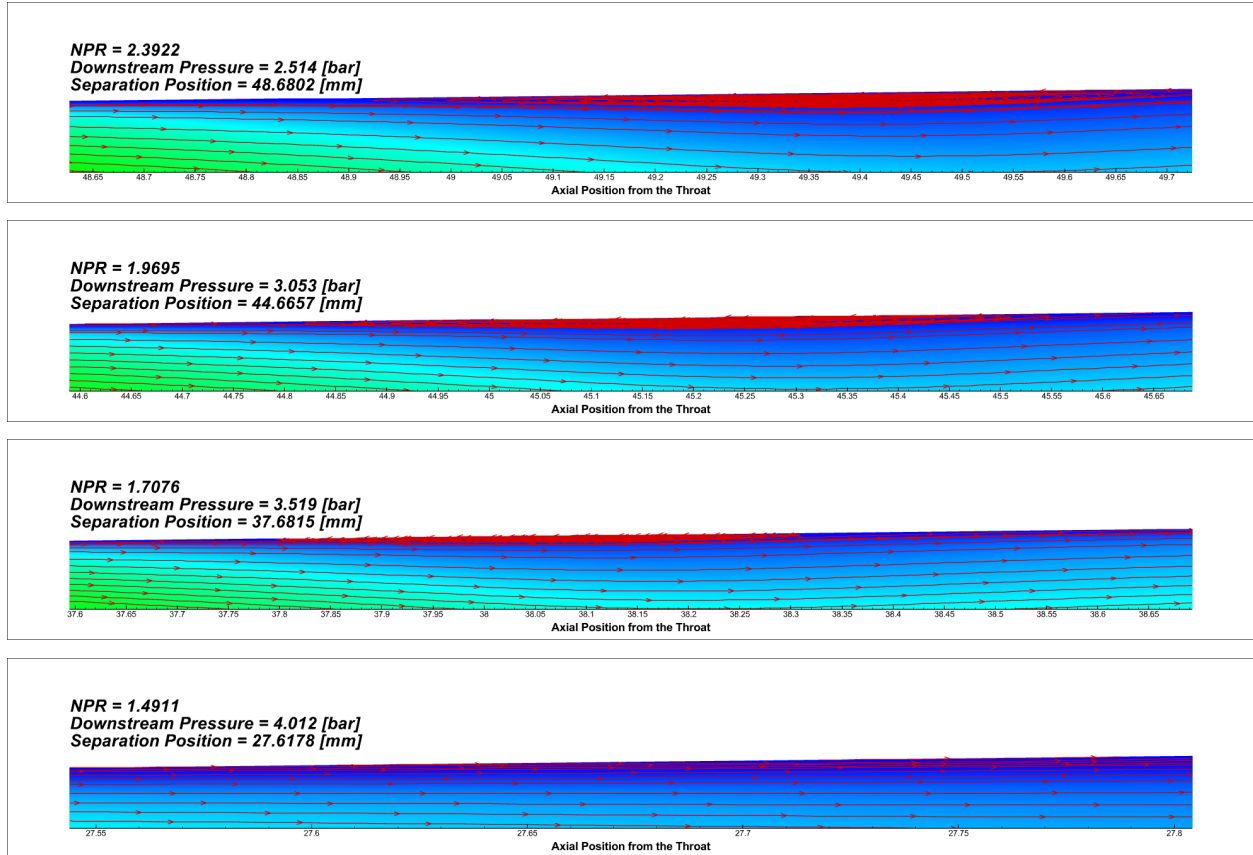 NPR = 2.3922
Downstream Pressure = 2.514 [bar]
Separation Position = 48.6802 [mm]
48.65 48.7 48.75 48.8 48.85 48.9 48.95 49 49.05 49.1 49.15 49.2 49.25 49.3 49.35 49.4 49.45 49.5 49.55 49.6 49.65 49.7
Axial Position from the Throat
NPR = 1.9695
Downstream Pressure = 3.053 [bar]
Separation Position = 44.6657 [mm]
44.6 44.65 44.7 44.75 44.8 44.85 44.9 44.95 45 45.05 45.1 45.15 45.2 45.25 45.3 45.35 45.4 45.45 45.5 45.55 45.6 45.65
Axial Position from the Throat
NPR = 1.7076
Downstream Pressure = 3.519 [bar]
Separation Position = 37.6815 [mm]
37.6 37.65 37.7 37.75 37.8 37.85 37.9 37.95 38 38.05 38.1 38.15 38.2 38.25 38.3 38.35 38.4 38.45 38.5 38.55 38.6 38.65
Axial Position from the Throat
NPR = 1.4911
Downstream Pressure = 4.012 [bar]
Separation Position = 27.6178 [mm]
27.55 27.6 27.65 27.7 27.75 27.8
Axial Position from the Throat